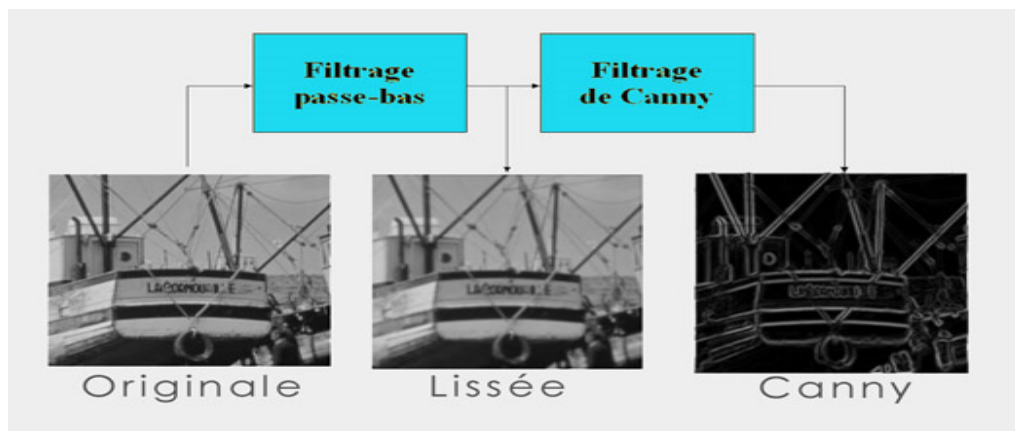 Filtrage
passe-bas
Filtrage
de Canny
Originale
Lissée
Canny